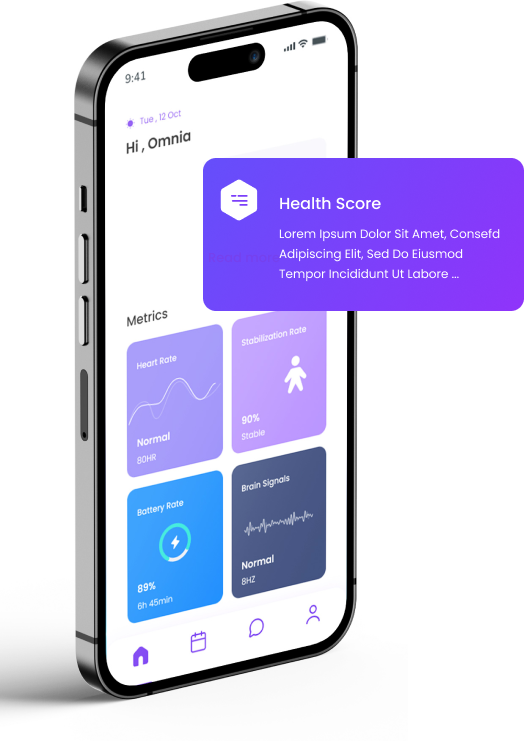 9:41
Tue , 12 Oct
Hi , Omnia
Health Score
Lorem Ipsum Dolor Sit Amet, Consefd
Adipiscing Elit, Sed Do Eiusmod
Tempor Incididunt Ut Labore ...
Metrics
Heart Rate
Normal
80HR
Stabilization Rate
90%
Stable
Battery Rate
89%
6h 45min
Brain Signals
Normal
8HZ